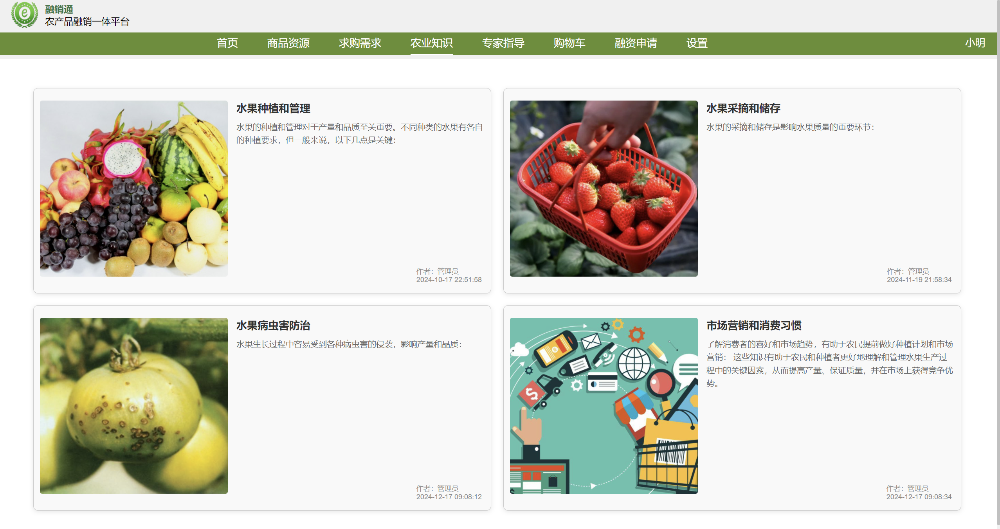 融销通
农产品融销一体平台
首页 商品资源 求购需求 农业知识 专家指导 购物车 融资申请 设置 小明
水果种植和管理
水果的种植和管理对于产量和品质至关重要。不同种类的水果有各自
的种植要求，但一般来说，以下几点是关键：
作者：管理员
2024-10-17 22:51:58
水果采摘和储存
水果的采摘和储存是影响水果质量的重要环节：
作者：管理员
2024-11-19 21:58:34
水果病虫害防治
水果生长过程中容易受到各种病虫害的侵袭，影响产量和品质：
作者：管理员
2024-12-17 09:08:12
市场营销和消费习惯
了解消费者的喜好和市场趋势，有助于农民提前做好种植计划和市场
营销： 这些知识有助于农民和种植者更好地理解和管理水果生产过
程中的关键因素，从而提高产量、保证质量，并在市场上获得竞争优
势。
作者：管理员
2024-12-17 09:08:34